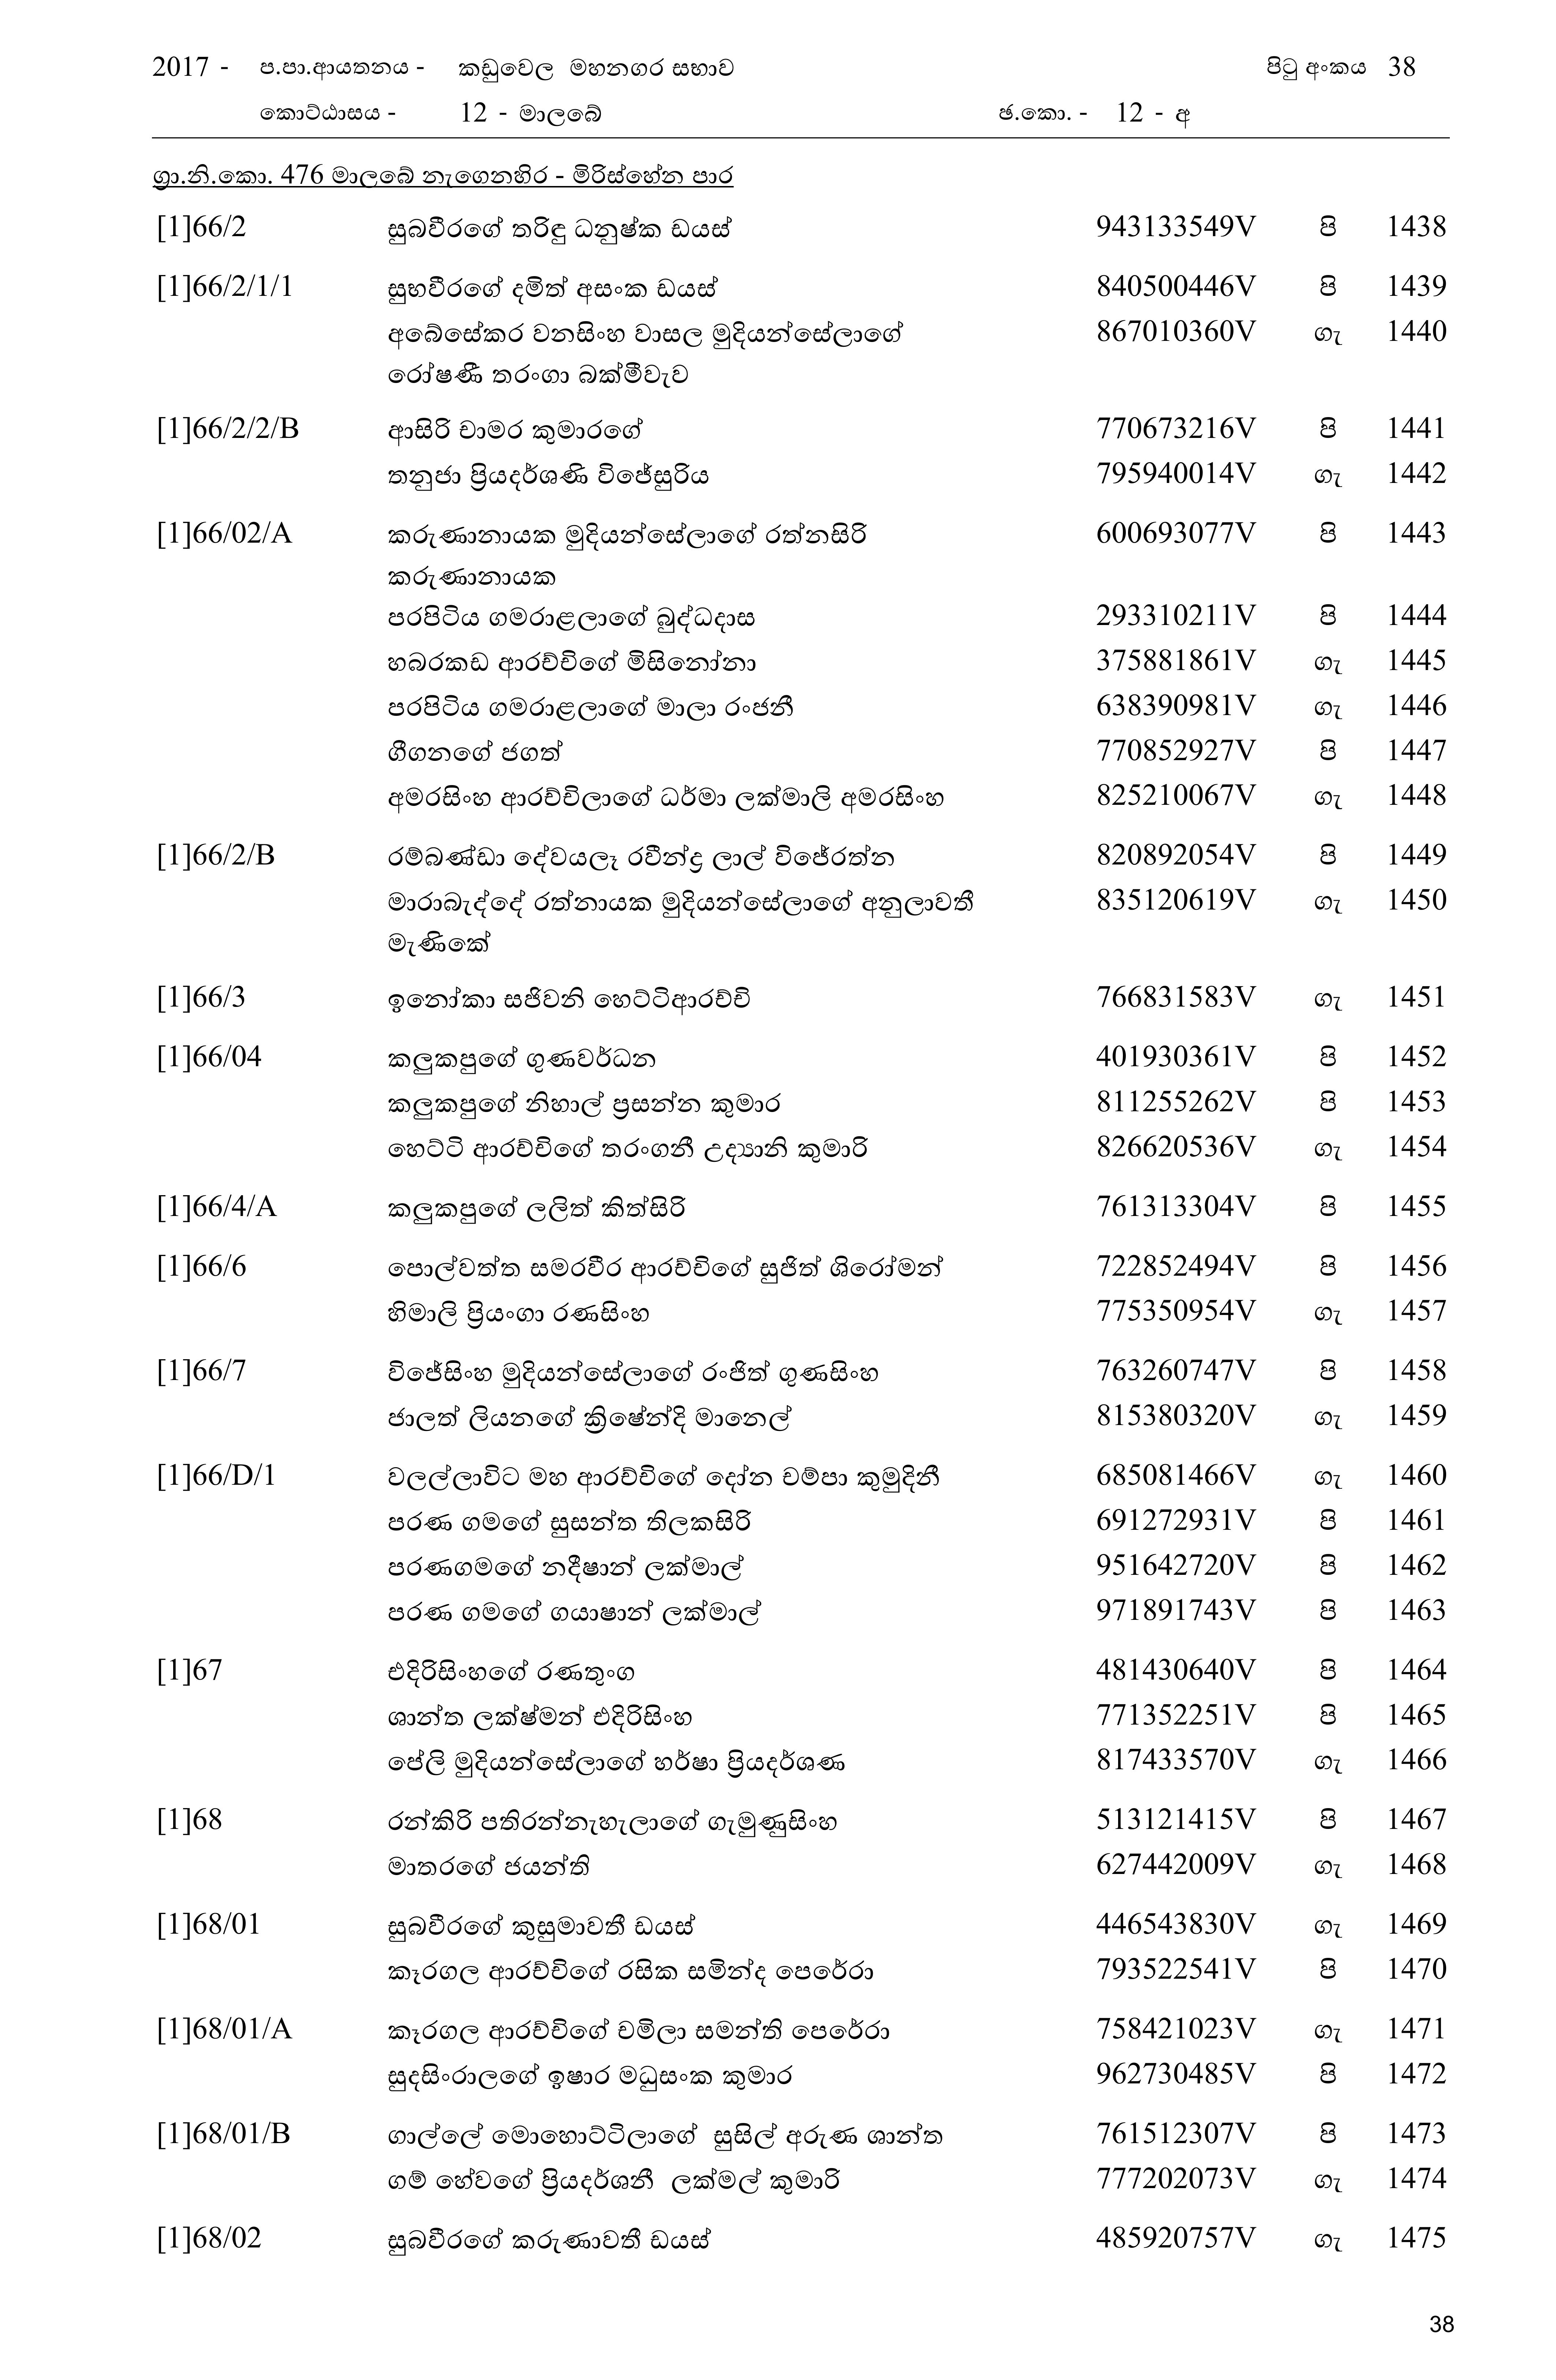 2017 - ප.පා.ආයතනය - කඩුවෙල මහනගර සභාව පිටු අංකය 38
කොට්ඨාසය - 12 - මාලබේ ඡ.කො. - 12 - අ
ග්‍රා.නි.කො. 476 මාලබේ නැගෙනහිර - මිරිස්හේන පාර
[1]66/2 සුබවීරගේ තරිඳු ධනුෂ්ක ඩයස් 943133549V පි 1438
[1]66/2/1/1 සුභවීරගේ දමිත් අසංක ඩයස් 840500446V පි 1439
අබේසේකර වනසිංහ වාසල මුදියන්සේලාගේ 867010360V ගැ 1440
රෝෂණී තරංගා බක්මීවැව
[1]66/2/2/B ආසිරි චාමර කුමාරගේ 770673216V පි 1441
තනුජා ප්‍රියදර්ශණි විජේසුරිය 795940014V ගැ 1442
[1]66/02/A කරුණානායක මුදියන්සේලාගේ රත්නසිරි 600693077V පි 1443
කරුණානායක
පරපිටිය ගමරාළලාගේ බුද්ධදාස 293310211V පි 1444
හබරකඩ ආරච්චිගේ මිසිනෝනා 375881861V ගැ 1445
පරපිටිය ගමරාළලාගේ මාලා රංජනී 638390981V ගැ 1446
ගීගනගේ ජගත් 770852927V පි 1447
අමරසිංහ ආරච්චිලාගේ ධර්මා ලක්මාලි අමරසිංහ 825210067V ගැ 1448
[1]66/2/B රම්බණ්ඩා දේවයලෑ රවීන්ද්‍ර ලාල් විජේරත්න 820892054V පි 1449
මාරාබැද්දේ රත්නායක මුදියන්සේලාගේ අනුලාවතී 835120619V ගැ 1450
මැණිකේ
[1]66/3 ඉනෝකා සජිවනි හෙට්ටිආරච්චි 766831583V ගැ 1451
[1]66/04 කලුකපුගේ ගුණවර්ධන 401930361V පි 1452
කලුකපුගේ නිහාල් ප්‍රසන්න කුමාර 811255262V පි 1453
හෙට්ටි ආරච්චිගේ තරංගනී උද්‍යානි කුමාරි 826620536V ගැ 1454
[1]66/4/A කලුකපුගේ ලලිත් කිත්සිරි 761313304V පි 1455
[1]66/6 පොල්වත්ත සමරවීර ආරච්චිගේ සුජිත් ශිරෝමන් 722852494V පි 1456
හිමාලි ප්‍රියංගා රණසිංහ 775350954V ගැ 1457
[1]66/7 විජේසිංහ මුදියන්සේලාගේ රංජිත් ගුණසිංහ 763260747V පි 1458
ජාලත් ලියනගේ ක්‍රිෂේන්දි මානෙල් 815380320V ගැ 1459
[1]66/D/1 වලල්ලාවිට මහ ආරච්චිගේ දෝන චම්පා කුමුදිනී 685081466V ගැ 1460
පරණ ගමගේ සුසන්ත තිලකසිරි 691272931V පි 1461
පරණගමගේ නදීෂාන් ලක්මාල් 951642720V පි 1462
පරණ ගමගේ ගයාෂාන් ලක්මාල් 971891743V පි 1463
[1]67 එදිරිසිංහගේ රණතුංග 481430640V පි 1464
ශාන්ත ලක්ෂ්මන් එදිරිසිංහ 771352251V පි 1465
පේලි මුදියන්සේලාගේ හර්ෂා ප්‍රියදර්ශණ 817433570V ගැ 1466
[1]68 රන්කිරි පතිරන්නැහැලාගේ ගැමුණුසිංහ 513121415V පි 1467
මාතරගේ ජයන්ති 627442009V ගැ 1468
[1]68/01 සුබවීරගේ කුසුමාවතී ඩයස් 446543830V ගැ 1469
කෑරගල ආරච්චිගේ රසික සමින්ද පෙරේරා 793522541V පි 1470
[1]68/01/A කෑරගල ආරච්චිගේ චමිලා සමන්ති පෙරේරා 758421023V ගැ 1471
සුදසිංරාලගේ ඉෂාර මධුසංක කුමාර 962730485V පි 1472
[1]68/01/B ගාල්ලේ මොහොට්ටිලාගේ සුසිල් අරුණ ශාන්ත 761512307V පි 1473
ගම් හේවගේ ප්‍රියදර්ශනී ලක්මල් කුමාරි 777202073V ගැ 1474
[1]68/02 සුබවීරගේ කරුණාවතී ඩයස් 485920757V ගැ 1475
38